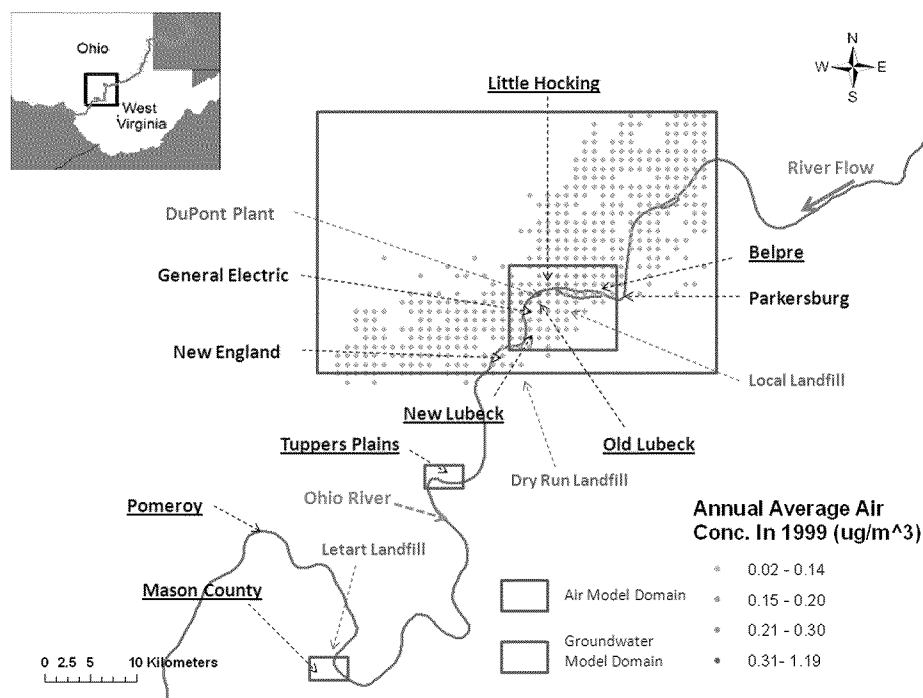 Ohio
West
Virginia
N
W E
S
Little Hocking
River Flow
DuPont Plant
Belpre
General Electric
Parkersburg
New England
Local Landfill
New Lubeck
Old Lubeck
Tuppers Plains
Dry Run Landfill
Ohio River
Pomeroy
Letart Landfill
Mason County
Annual Average Air
Conc. In 1999 (ug/m^3)
0.02 - 0.14
0.15 - 0.20
0.21 - 0.30
0.31- 1.19
Air Model Domain
Groundwater
Model Domain
0 2.5 5 10 Kilometers